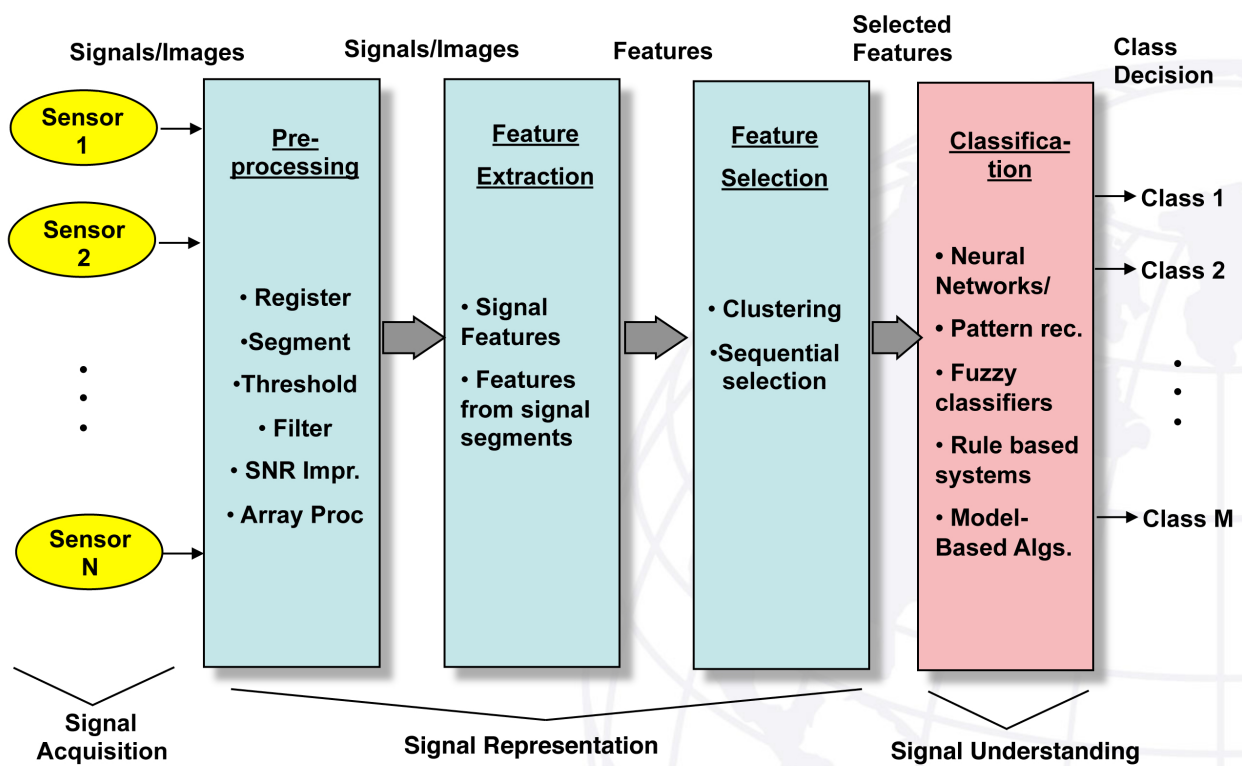 Signals/Images
Signals/Images
Features
Selected
Features
Class
Decision
Sensor
1
Sensor
2
•
•
•
Sensor
N
Pre-
processing
• Register
•Segment
•Threshold
• Filter
• SNR Impr.
• Array Proc
Feature
Extraction
• Signal
Features
• Features
from signal
segments
Feature
Selection
• Clustering
•Sequential
selection
Classifica-
tion
• Neural
Networks/
• Pattern rec.
• Fuzzy
classifiers
• Rule based
systems
• Model-
Based Algs.
Class 1
Class 2
•
•
•
Class M
Signal
Acquisition
Signal Representation
Signal Understanding